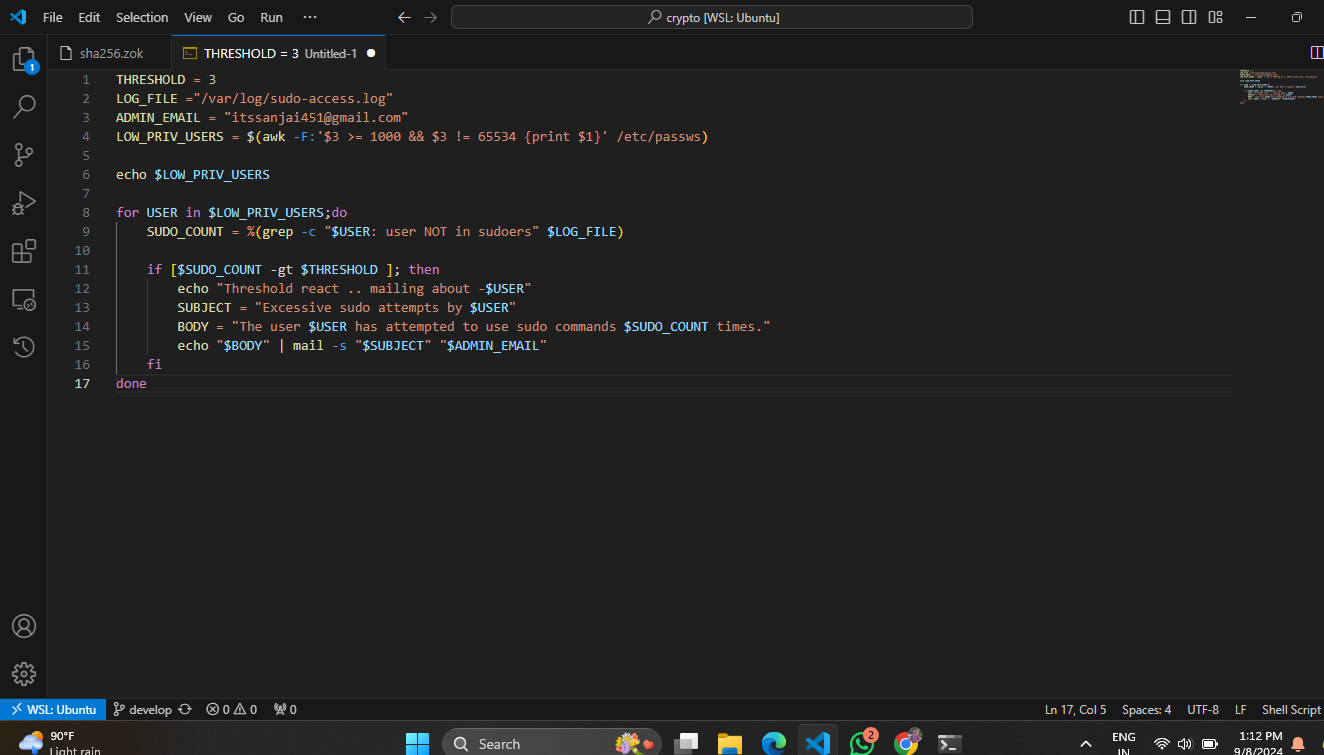 File Edit Selection View Go Run ···
crypto [WSL: Ubuntu]
1
sha256.zok
THRESHOLD = 3 Untitled-1
1 THRESHOLD = 3
2 LOG_FILE ="/var/log/sudo-access.log"
3 ADMIN_EMAIL = "itssanjai451@gmail.com"
4 LOW_PRIV_USERS = $(awk -F:'$3 >= 1000 && $3 != 65534 {print $1}' /etc/passws)
5
6 echo $LOW_PRIV_USERS
7
8 for USER in $LOW_PRIV_USERS;do
9 SUDO_COUNT = %(grep -c "$USER: user NOT in sudoers" $LOG_FILE)
10
11 if [$SUDO_COUNT -gt $THRESHOLD ]; then
12 echo "Threshold react .. mailing about -$USER"
13 SUBJECT = "Excessive sudo attempts by $USER"
14 BODY = "The user $USER has attempted to use sudo commands $SUDO_COUNT times."
15 echo "$BODY" | mail -s "$SUBJECT" "$ADMIN_EMAIL"
16 fi
17 done
WSL: Ubuntu develop 0 0 0 Ln 17, Col 5 Spaces: 4 UTF-8 LF Shell Script
90°F
Light rain
Search
2
ENG
IN
1:12 PM
9/8/2024